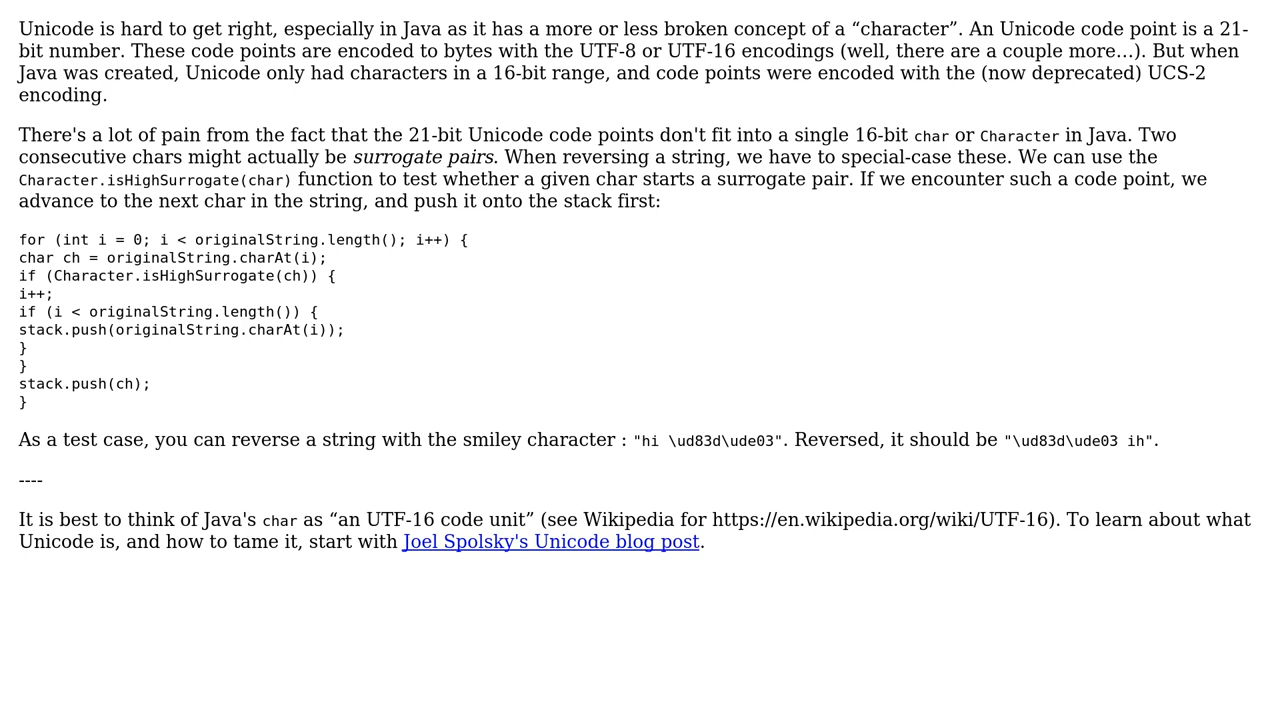 Unicode is hard to get right, especially in Java as it has a more or less broken concept of a “character”. An Unicode code point is a 21-
bit number. These code points are encoded to bytes with the UTF-8 or UTF-16 encodings (well, there are a couple more…). But when
Java was created, Unicode only had characters in a 16-bit range, and code points were encoded with the (now deprecated) UCS-2
encoding.
There's a lot of pain from the fact that the 21-bit Unicode code points don't fit into a single 16-bit char or Character in Java. Two
consecutive chars might actually be surrogate pairs. When reversing a string, we have to special-case these. We can use the
Character.isHighSurrogate(char) function to test whether a given char starts a surrogate pair. If we encounter such a code point, we
advance to the next char in the string, and push it onto the stack first:
for (int i = 0; i < originalString.length(); i++) {
char ch = originalString.charAt(i);
if (Character.isHighSurrogate(ch)) {
i++;
if (i < originalString.length()) {
stack.push(originalString.charAt(i));
}
}
stack.push(ch);
}
As a test case, you can reverse a string with the smiley character : "hi \ud83d\ude03". Reversed, it should be "\ud83d\ude03 ih".
----
It is best to think of Java's char as “an UTF-16 code unit” (see Wikipedia for https://en.wikipedia.org/wiki/UTF-16). To learn about what
Unicode is, and how to tame it, start with Joel Spolsky's Unicode blog post.